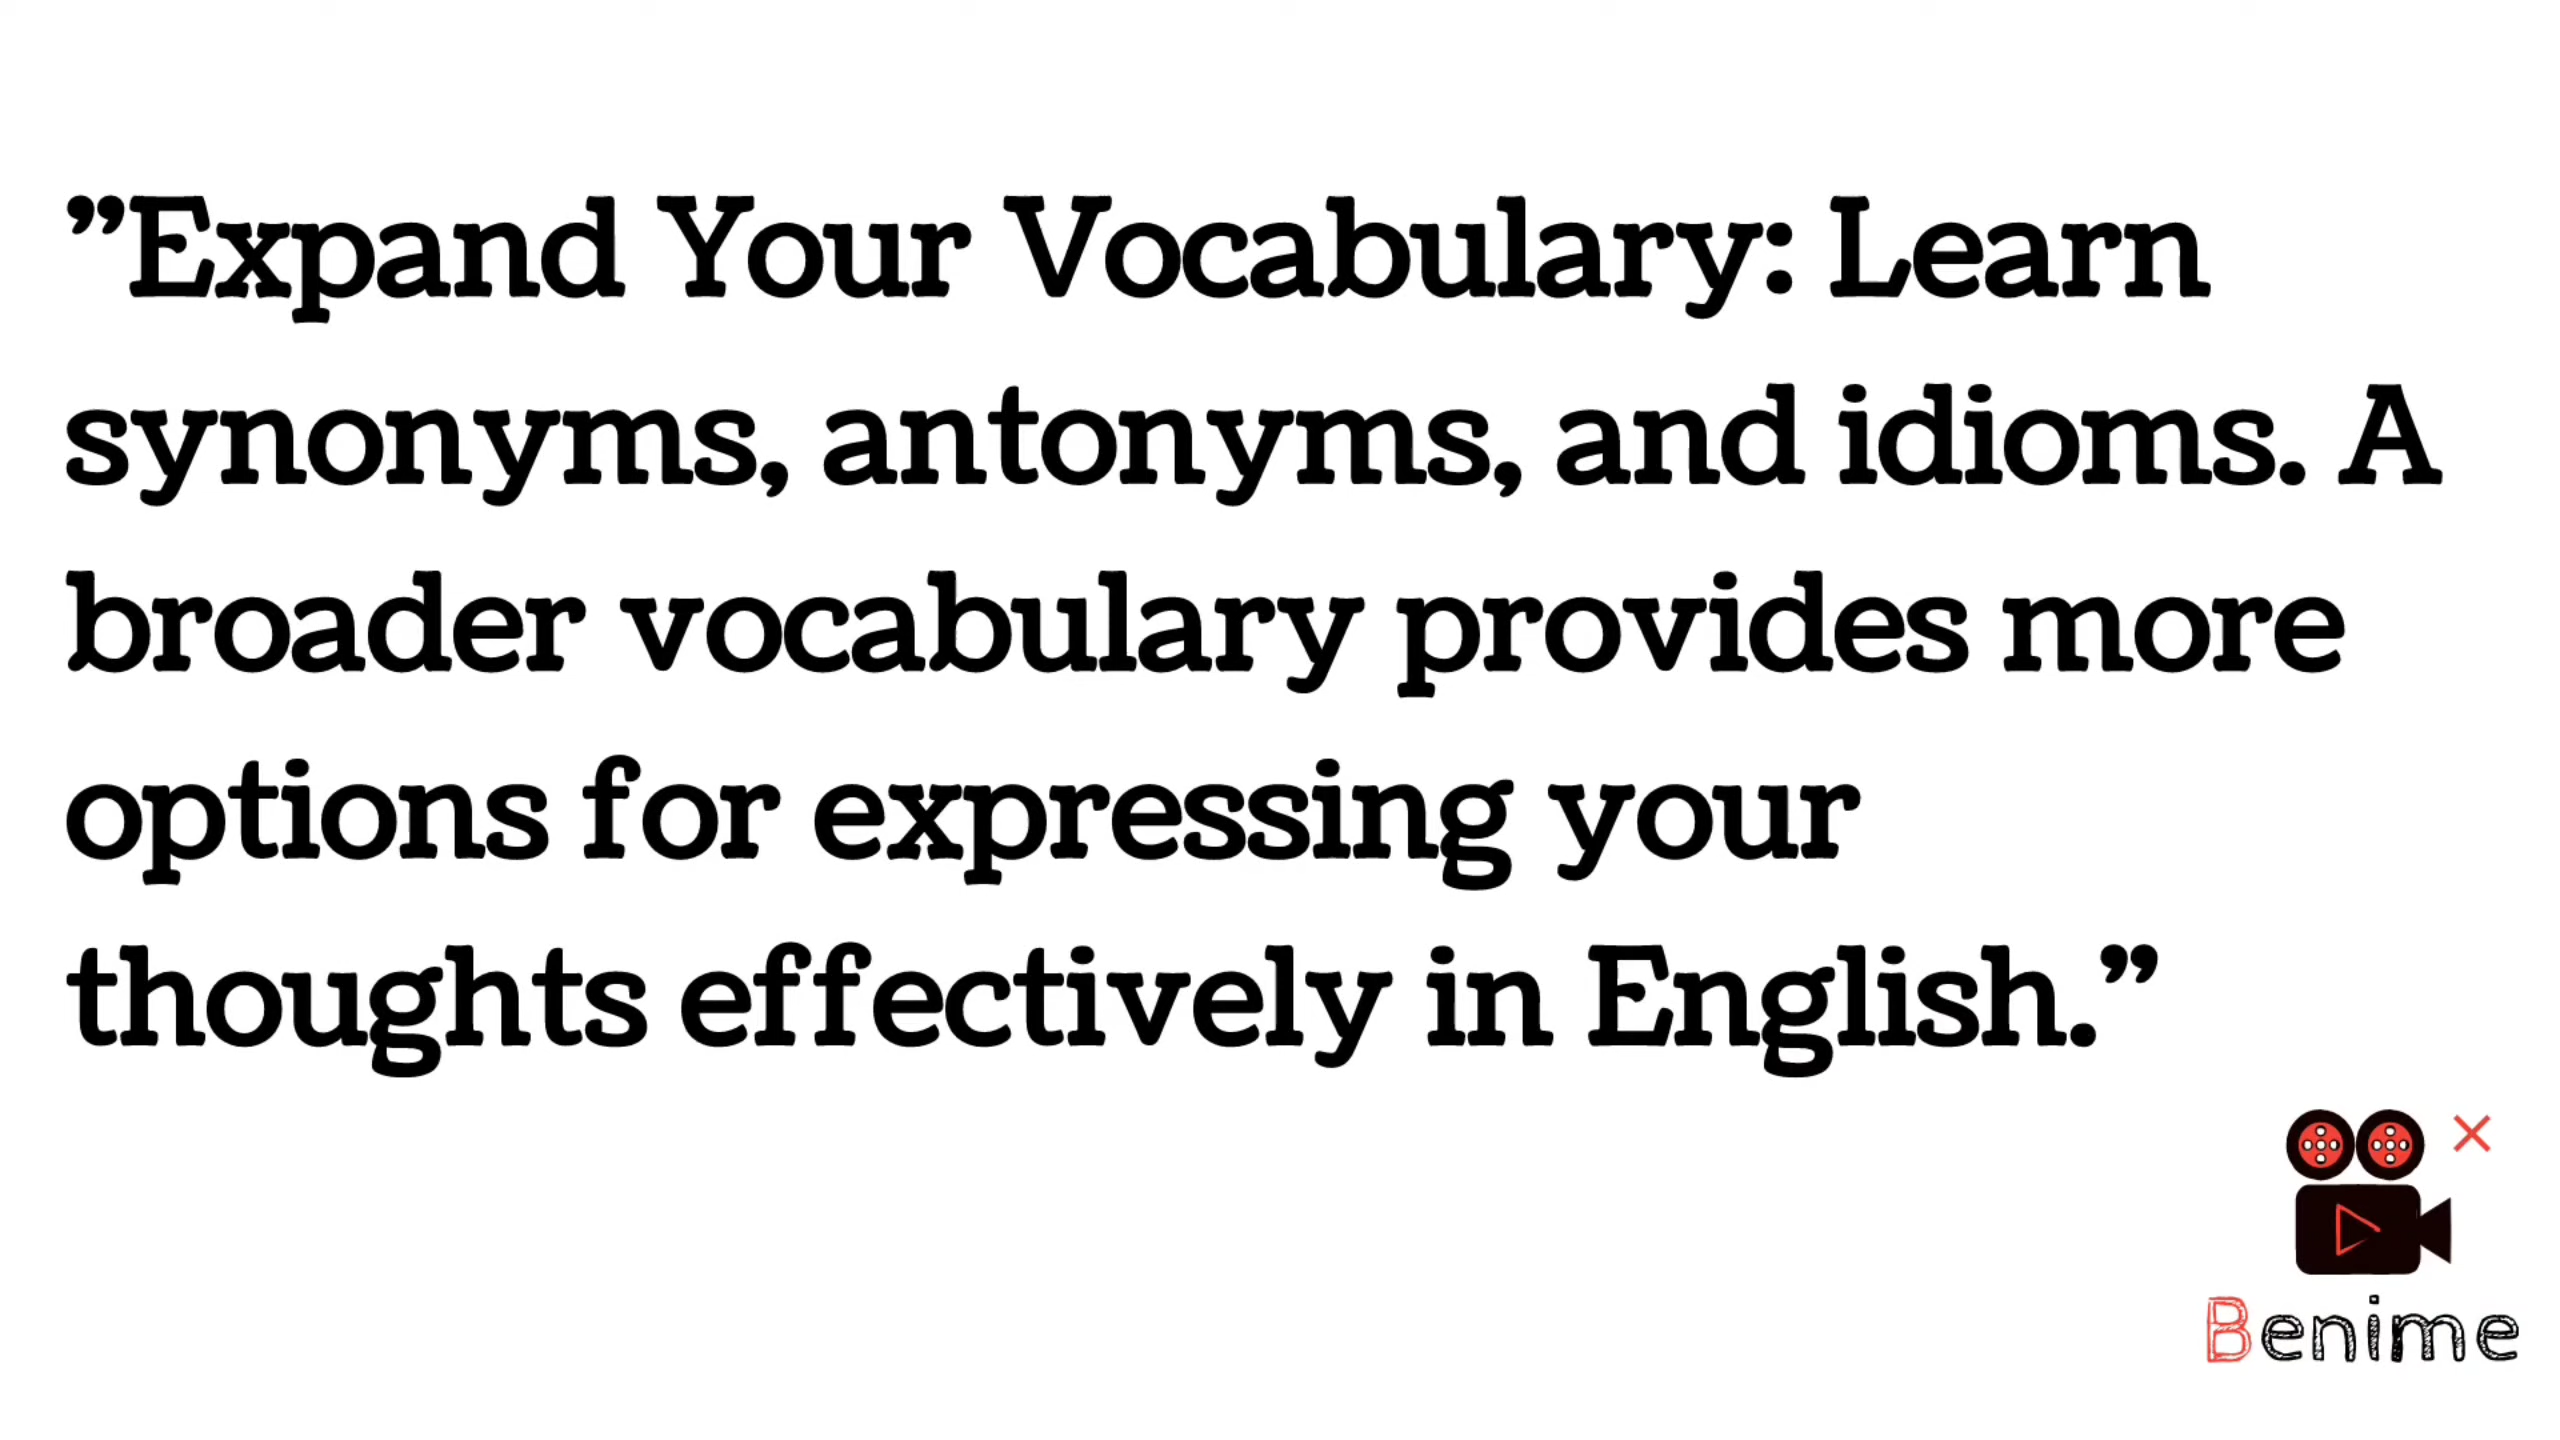 ”Expand Your Vocabulary: Learn
synonyms, antonyms, and idioms. A
broader vocabulary provides more
options for expressing your
thoughts effectively in English.”
Benime